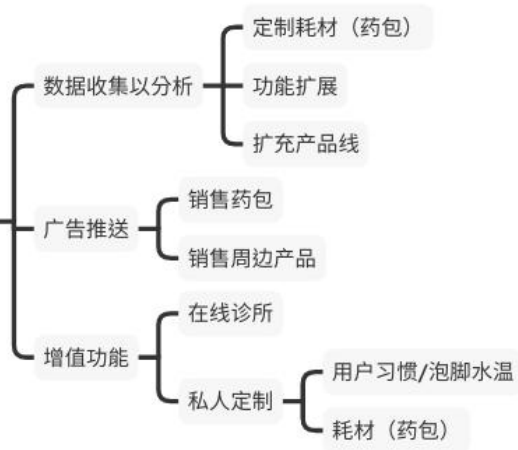 数据收集以分析
定制耗材（药包）
功能扩展
扩充产品线
广告推送
销售药包
销售周边产品
增值功能
在线诊所
私人定制
用户习惯/泡脚水温
耗材（药包）